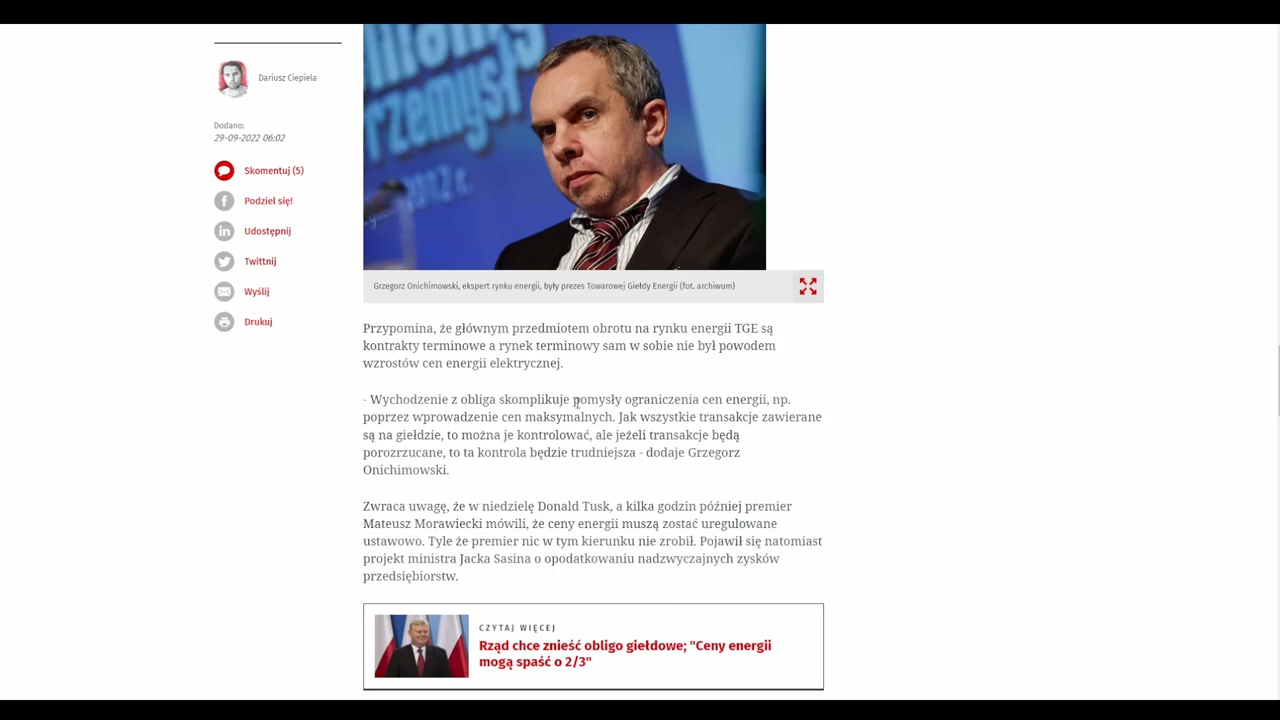 Dariusz Ciepiela
Dodano:
29-09-2022 06:02
Skomentuj (5)
Podziel się!
Udostępnij
Twittnij
Wyślij
Drukuj
2012 r.
Grzegorz Onichimowski, ekspert rynku energii, były prezes Towarowej Giełdy Energii (fot. archiwum)
Przypomina, że głównym przedmiotem obrotu na rynku energii TGE są
kontrakty terminowe a rynek terminowy sam w sobie nie był powodem
wzrostów cen energii elektrycznej.
- Wychodzenie z obliga skomplikuje pomysły ograniczenia cen energii, np.
poprzez wprowadzenie cen maksymalnych. Jak wszystkie transakcje zawierane
są na giełdzie, to można je kontrolować, ale jeżeli transakcje będą
porozrzucane, to ta kontrola będzie trudniejsza - dodaje Grzegorz
Onichimowski.
Zwraca uwagę, że w niedzielę Donald Tusk, a kilka godzin później premier
Mateusz Morawiecki mówili, że ceny energii muszą zostać uregulowane
ustawowo. Tyle że premier nic w tym kierunku nie zrobił. Pojawił się natomiast
projekt ministra Jacka Sasina o opodatkowaniu nadzwyczajnych zysków
przedsiębiorstw.
CZYTAJ WIĘCEJ
Rząd chce znieść obligo giełdowe; "Ceny energii
mogą spaść o 2/3"